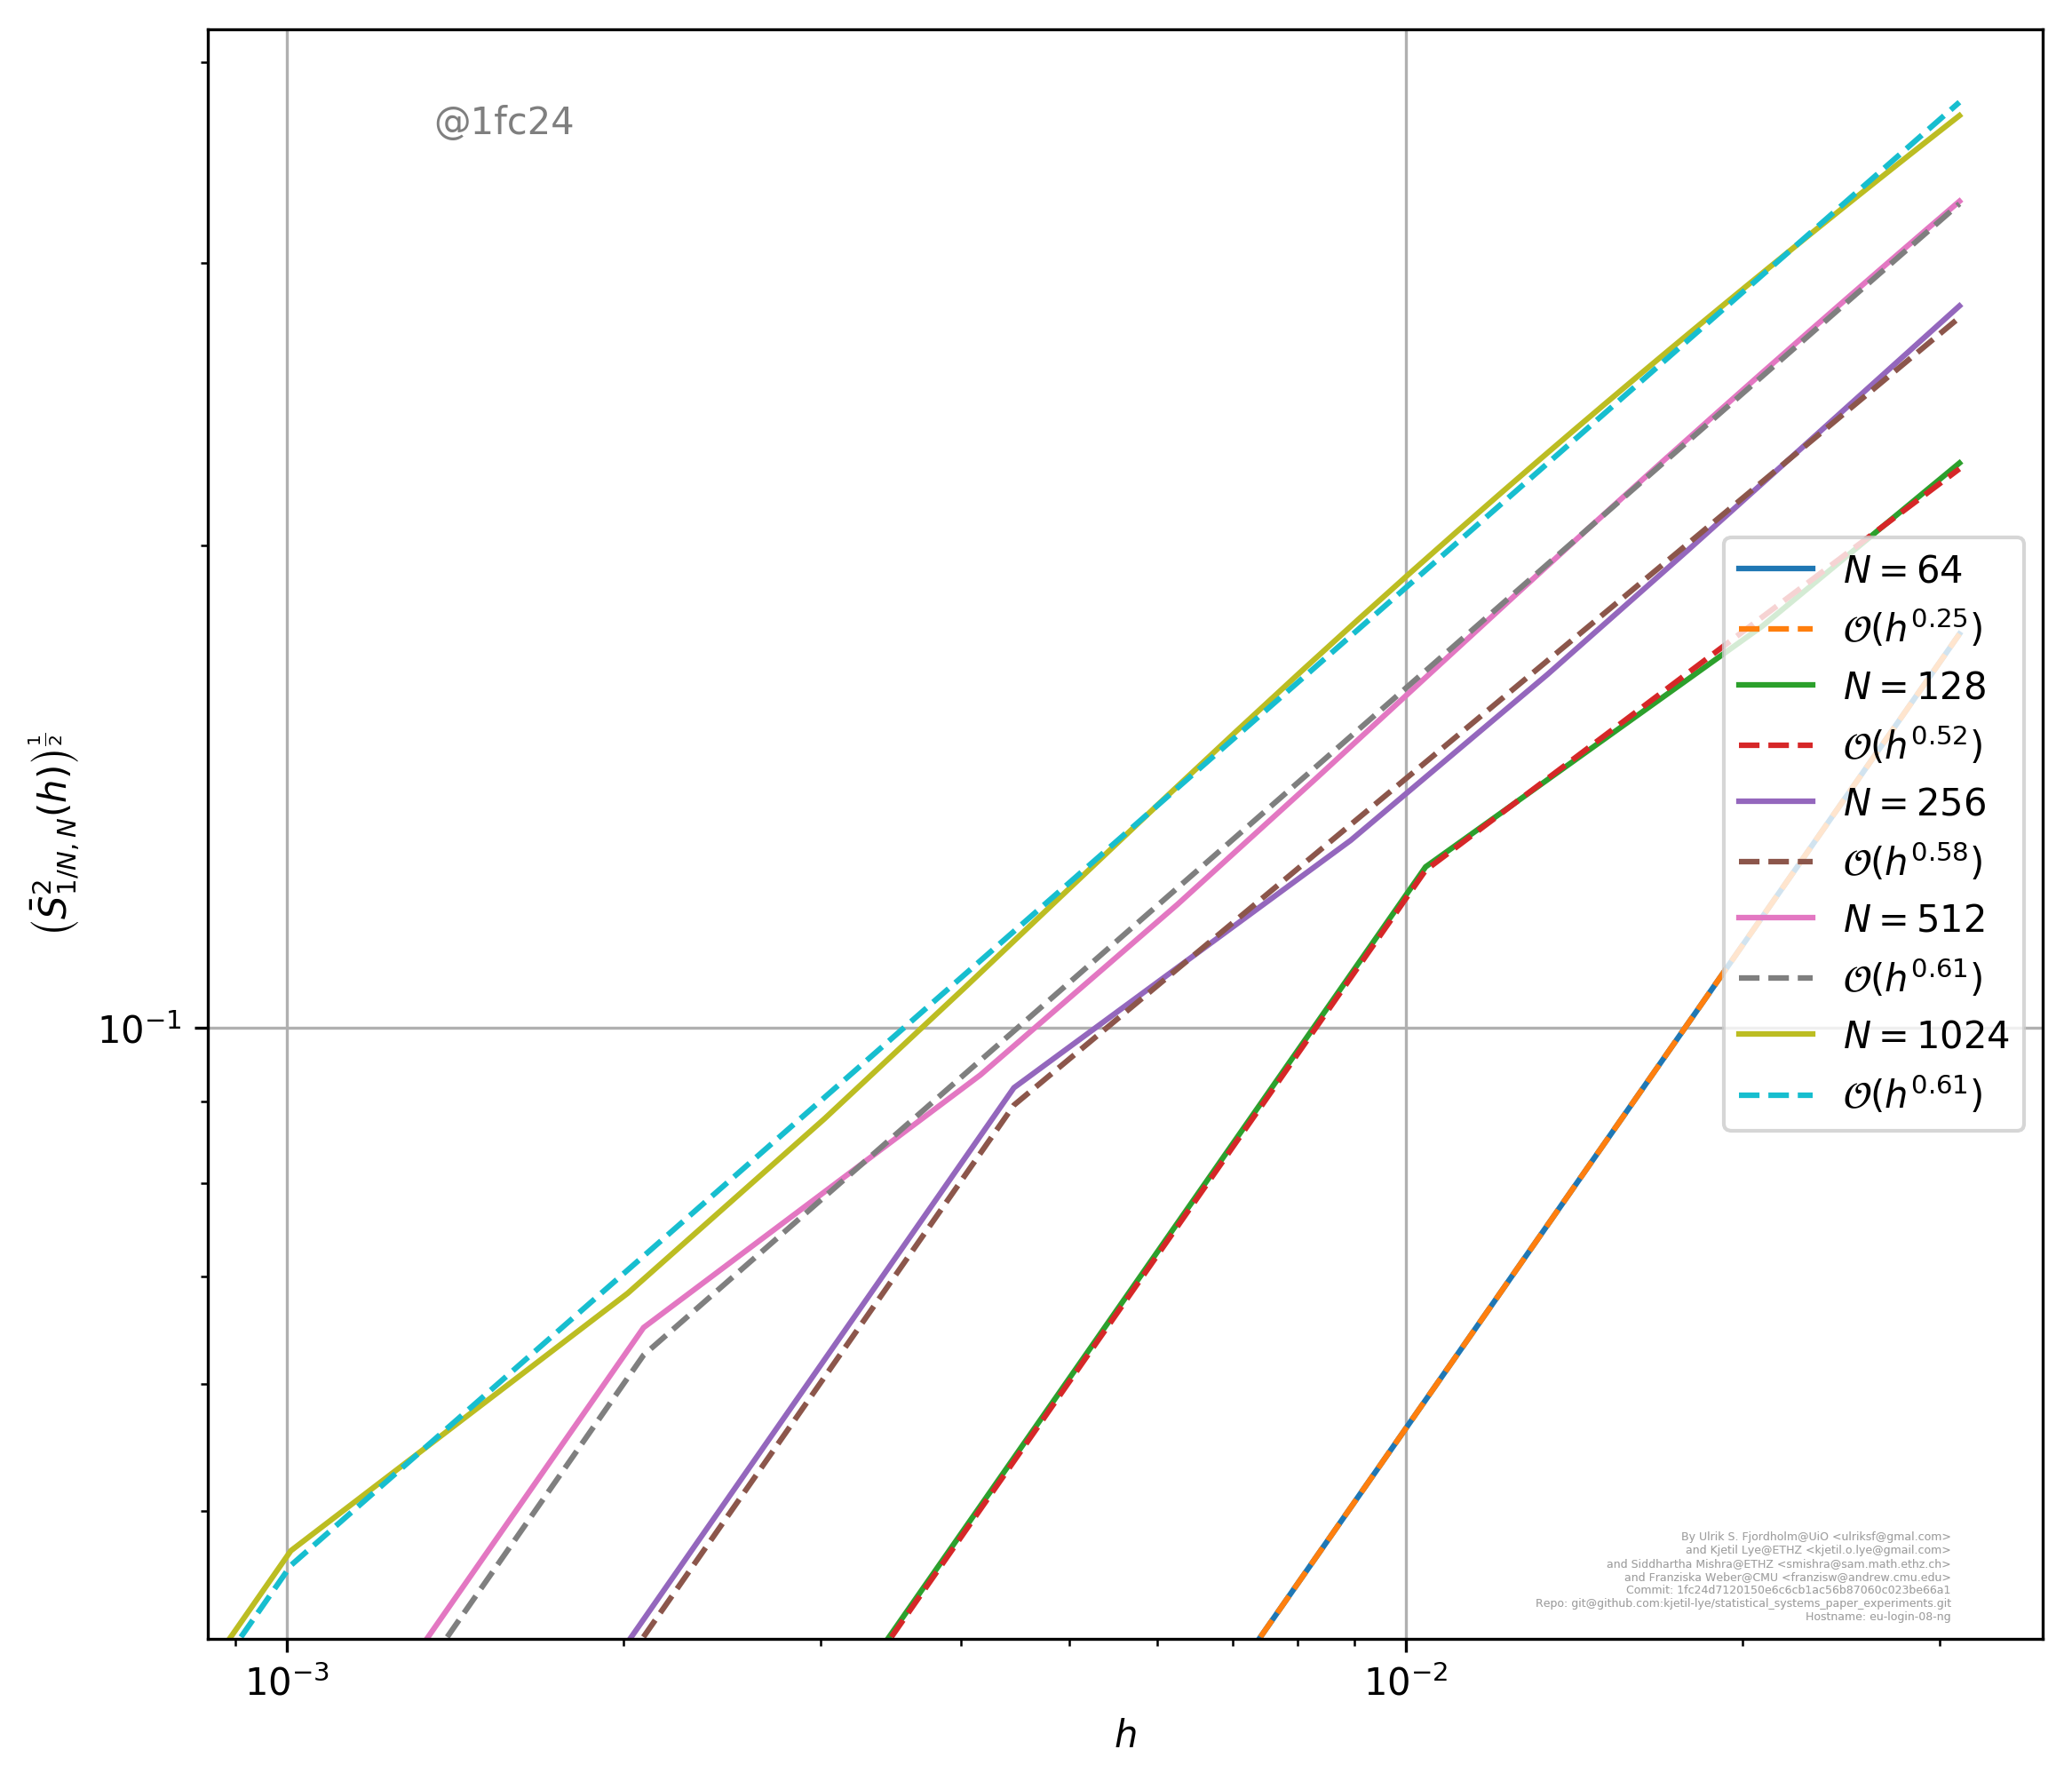 @1fc24
(S̄²_{1/N, N}(h))^{1/2}
10⁻¹
N = 64
𝒪(h^{0.25})
N = 128
𝒪(h^{0.52})
N = 256
𝒪(h^{0.58})
N = 512
𝒪(h^{0.61})
N = 1024
𝒪(h^{0.61})
By Ulrik S. Fjordholm@UiO <ulriksf@gmal.com>
and Kjetil Lye@ETHZ <kjetil.o.lye@gmail.com>
and Siddhartha Mishra@ETHZ <smishra@sam.math.ethz.ch>
and Franziska Weber@CMU <franzisw@andrew.cmu.edu>
Commit: 1fc24d7120150e6c6cb1ac56b87060c023be66a1
Repo: git@github.com:kjetil-lye/statistical_systems_paper_experiments.git
Hostname: eu-login-08-ng
10⁻³ 10⁻²
h